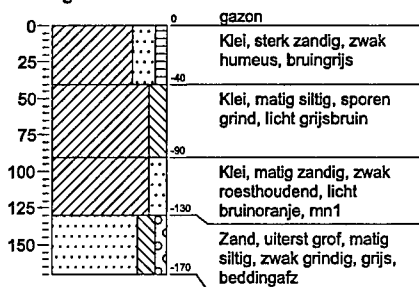 0
gazon
0
Klei, sterk zandig, zwak
humeus, bruingrijs
25
-40
50
Klei, matig siltig, sporen
grind, licht grijsbruin
75
-90
100
Klei, matig zandig, zwak
roesthoudend, licht
bruinoranje, mn1
125
-130
Zand, uiterst grof, matig
siltig, zwak grindig, grijs,
beddingafz
150
-170